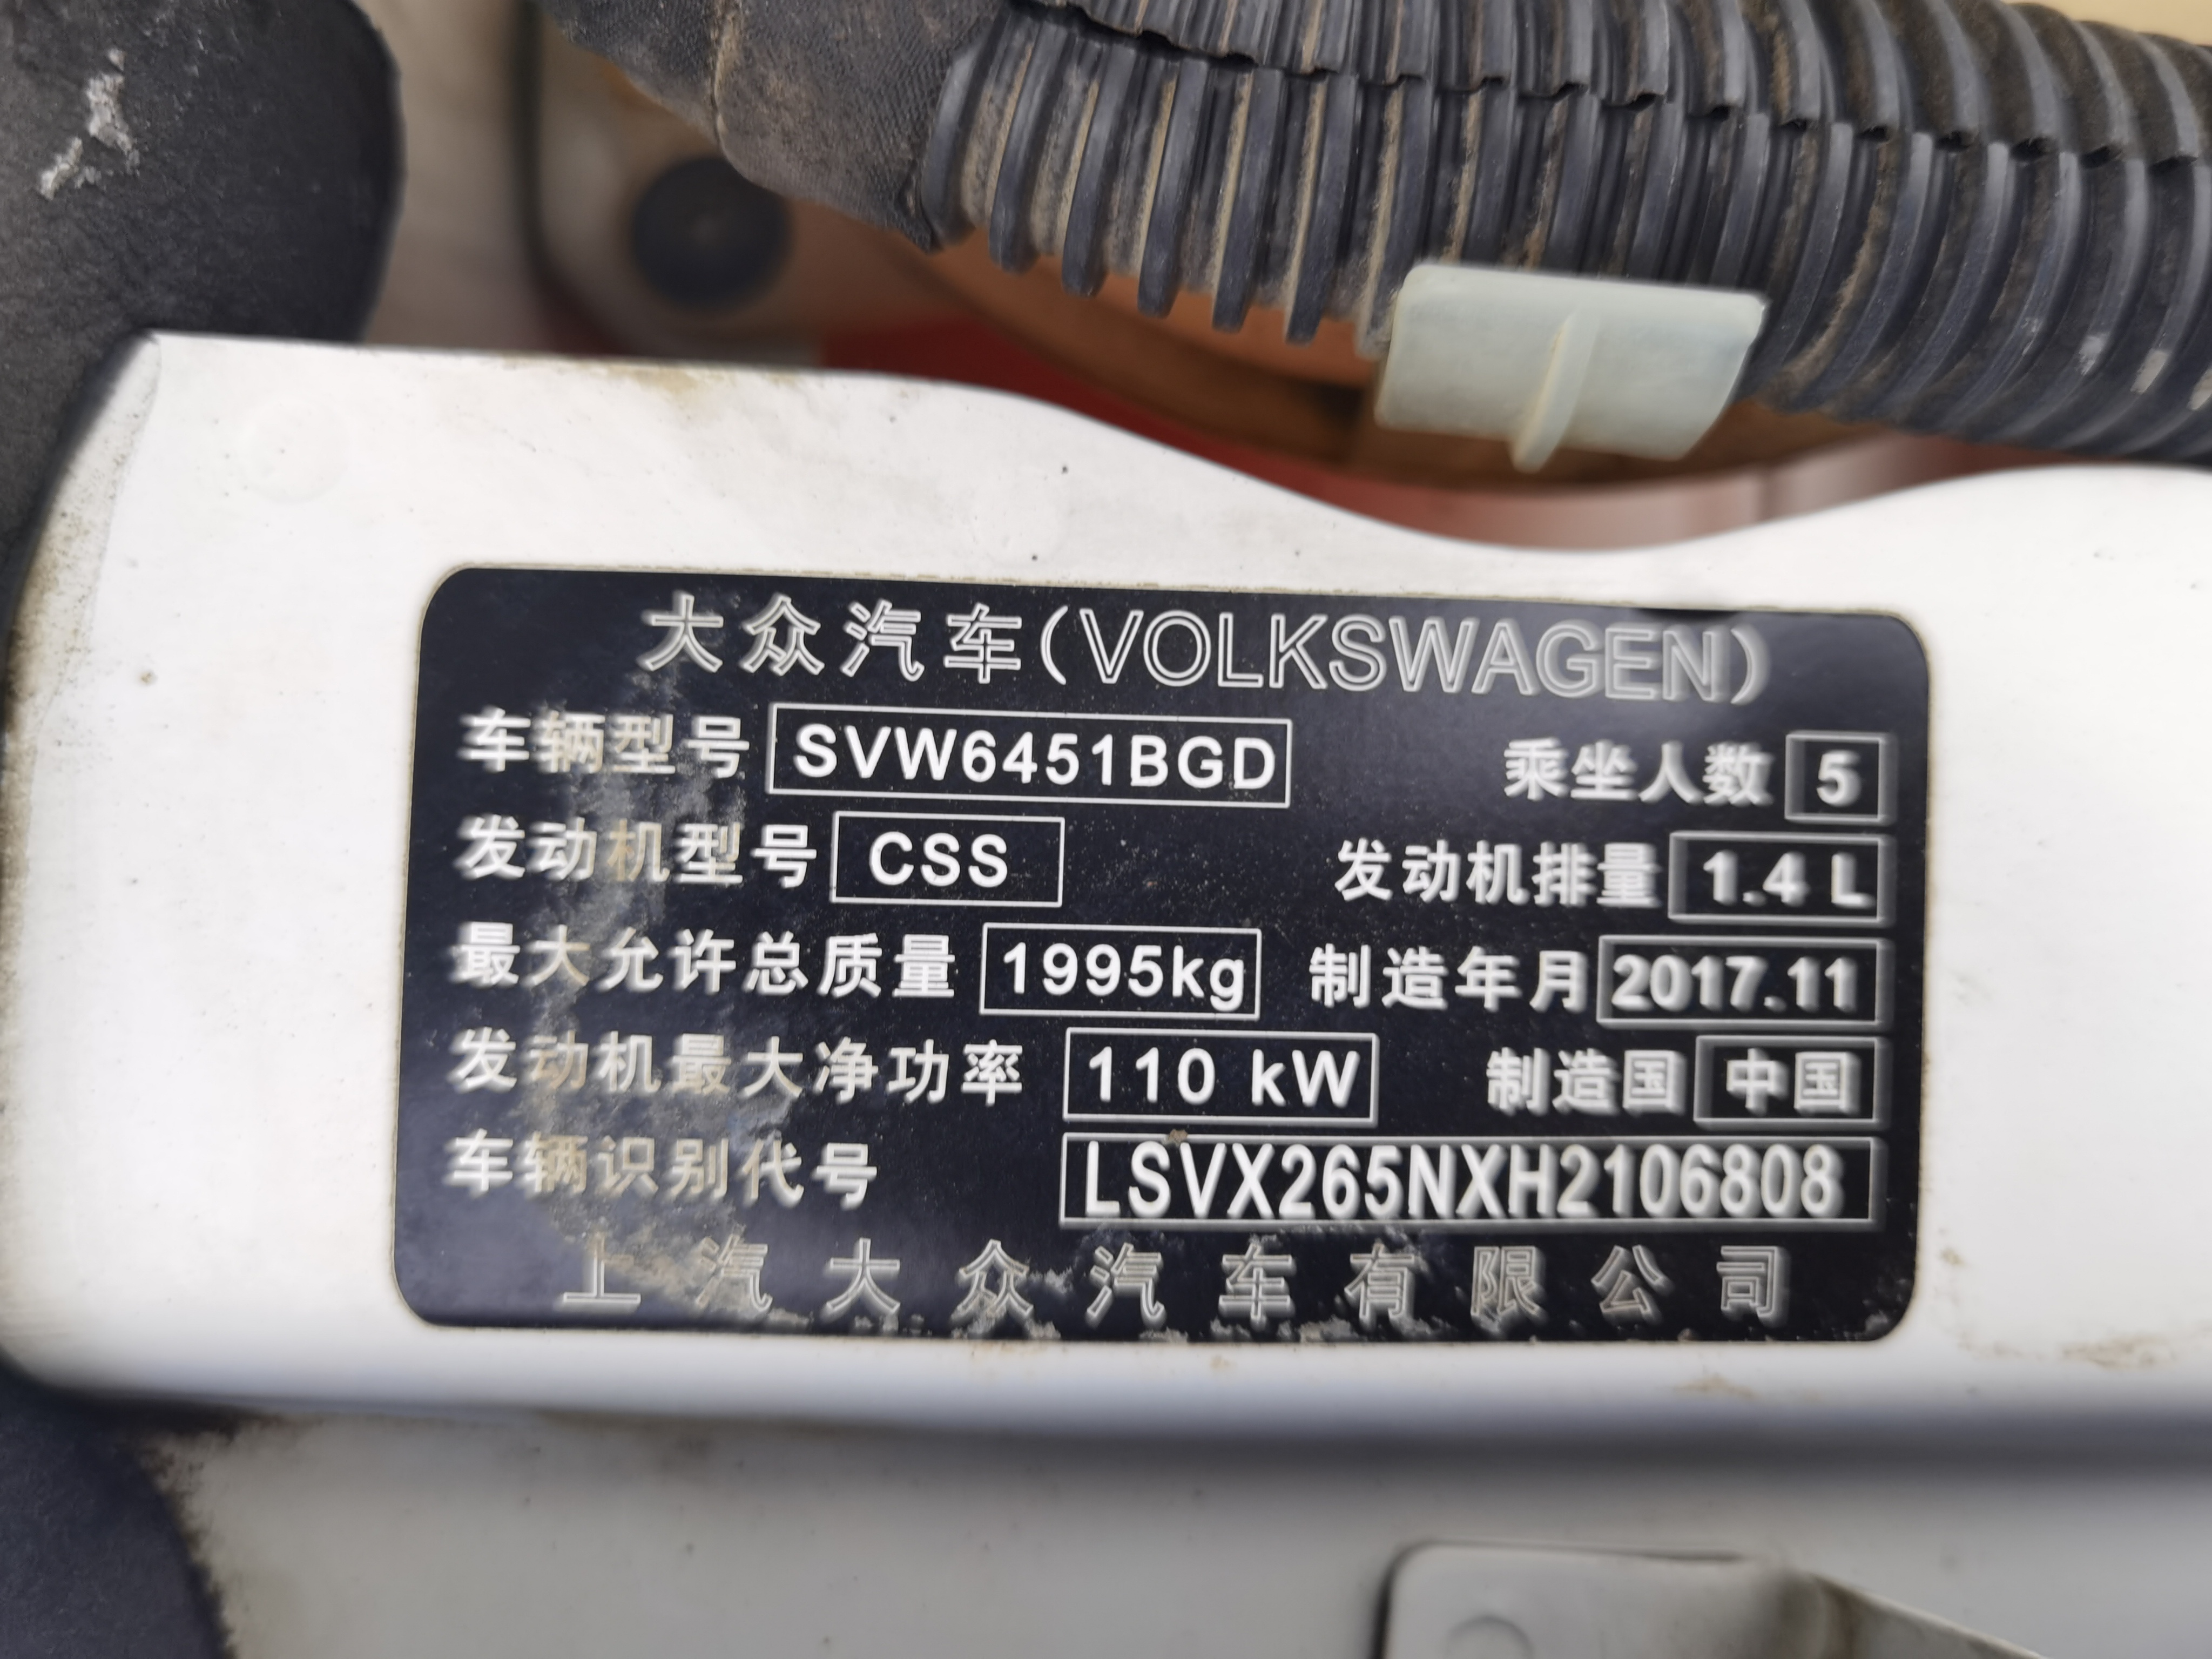 大众汽车(VOLKSWAGEN)
车辆型号 SVW6451BGD 乘坐人数 5
发动机型号 CSS 发动机排量 1.4 L
最大允许总质量 1995kg 制造年月 2017.11
发动机最大净功率 110 kW 制造国 中国
车辆识别代号 LSVX265NXH2106808
上汽大众汽车有限公司